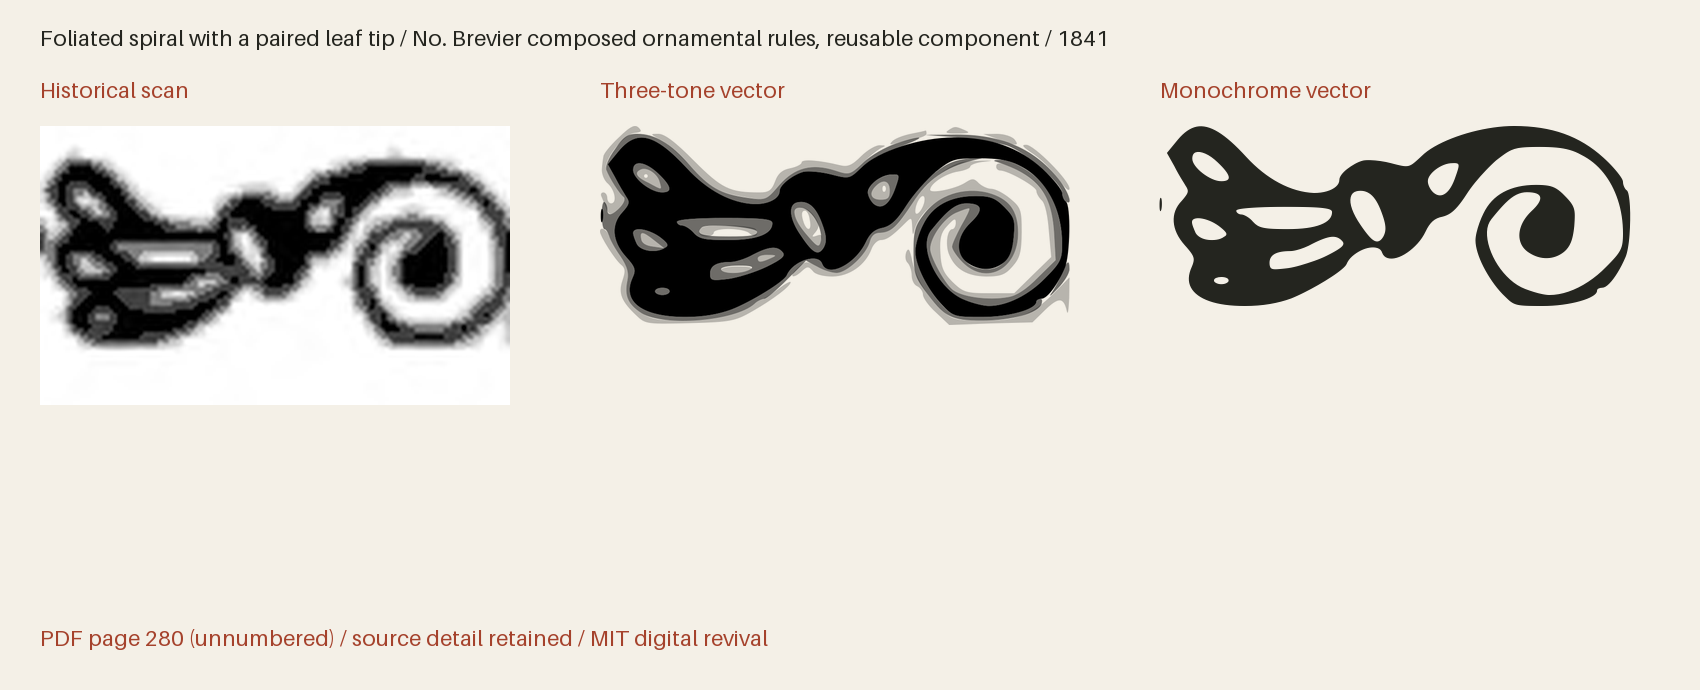 Foliated spiral with a paired leaf tip / No. Brevier composed ornamental rules, reusable component / 1841
Historical scan
Three-tone vector
Monochrome vector
PDF page 280 (unnumbered) / source detail retained / MIT digital revival